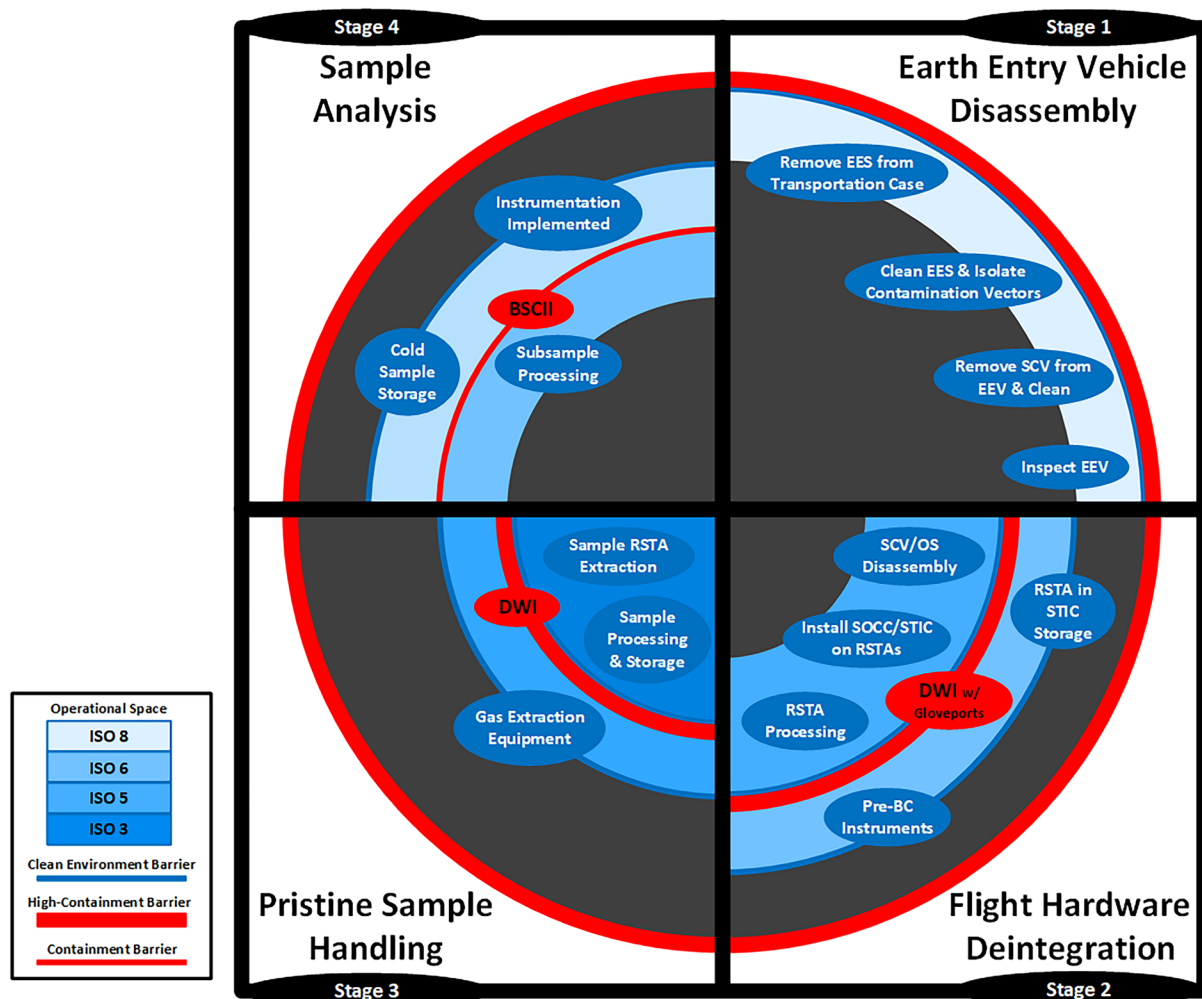 Stage 4
Sample
Analysis
Instrumentation
Implemented
BSCII
Cold
Sample
Storage
Subsample
Processing
Stage 1
Earth Entry Vehicle
Disassembly
Remove EES from
Transportation Case
Clean EES & Isolate
Contamination Vectors
Remove SCV from
EEV & Clean
Inspect EEV
Sample RSTA
Extraction
DWI
Sample
Processing
& Storage
Gas Extraction
Equipment
Pristine Sample
Handling
Stage 3
SCV/OS
Disassembly
RSTA in
STIC
Storage
Install SOCC/STIC
on RSTAs
DWI w/
Gloveports
RSTA
Processing
Pre-BC
Instruments
Flight Hardware
Deintegration
Stage 2
Operational Space
ISO 8
ISO 6
ISO 5
ISO 3
Clean Environment Barrier
High-Containment Barrier
Containment Barrier